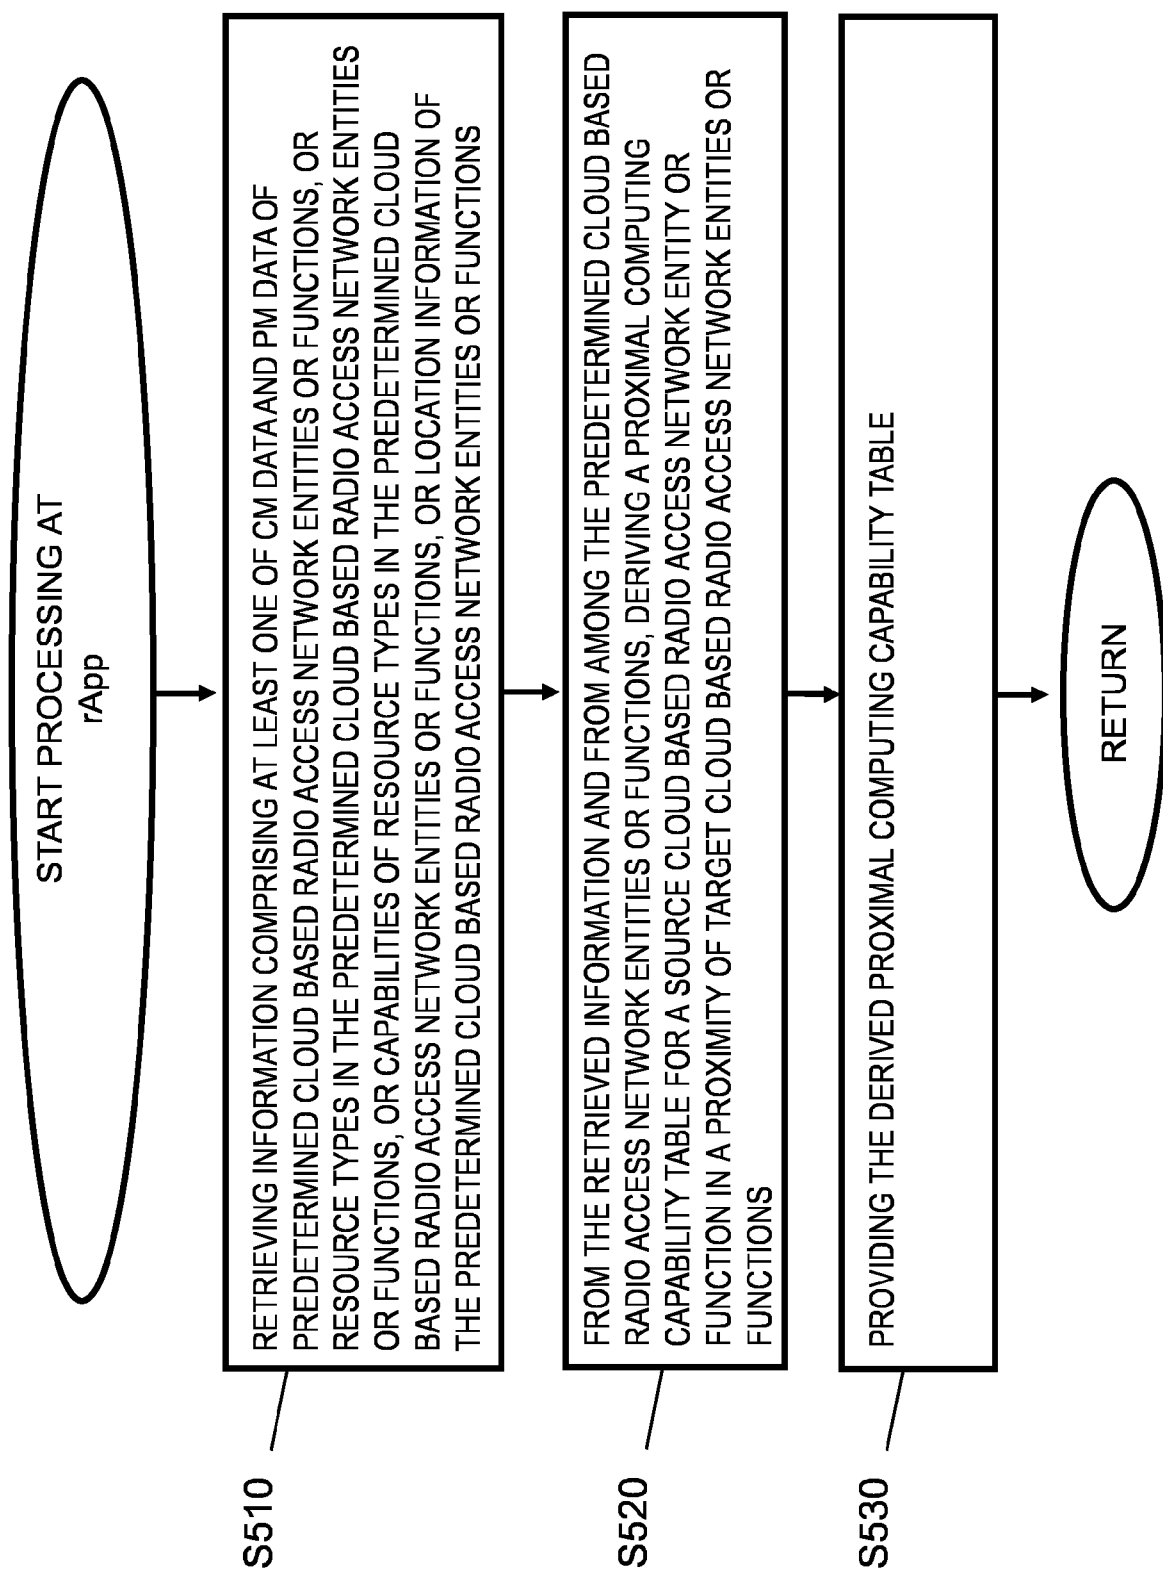 START PROCESSING AT
rApp
S510
RETRIEVING INFORMATION COMPRISING AT LEAST ONE OF CM DATA AND PM DATA OF
PREDETERMINED CLOUD BASED RADIO ACCESS NETWORK ENTITIES OR FUNCTIONS, OR
RESOURCE TYPES IN THE PREDETERMINED CLOUD BASED RADIO ACCESS NETWORK ENTITIES
OR FUNCTIONS, OR CAPABILITIES OF RESOURCE TYPES IN THE PREDETERMINED CLOUD
BASED RADIO ACCESS NETWORK ENTITIES OR FUNCTIONS, OR LOCATION INFORMATION OF
THE PREDETERMINED CLOUD BASED RADIO ACCESS NETWORK ENTITIES OR FUNCTIONS
S520
FROM THE RETRIEVED INFORMATION AND FROM AMONG THE PREDETERMINED CLOUD BASED
RADIO ACCESS NETWORK ENTITIES OR FUNCTIONS, DERIVING A PROXIMAL COMPUTING
CAPABILITY TABLE FOR A SOURCE CLOUD BASED RADIO ACCESS NETWORK ENTITY OR
FUNCTION IN A PROXIMITY OF TARGET CLOUD BASED RADIO ACCESS NETWORK ENTITIES OR
FUNCTIONS
S530
PROVIDING THE DERIVED PROXIMAL COMPUTING CAPABILITY TABLE
RETURN